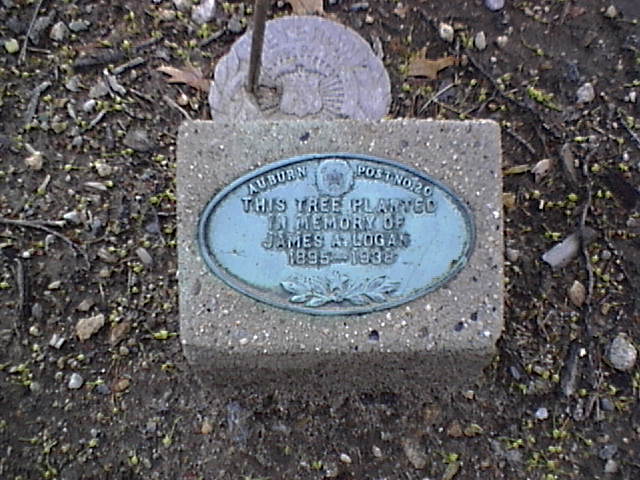 AUBURN POST NO. 20
THIS TREE PLANTED
IN MEMORY OF
JAMES A. LOGAN
1895-1938